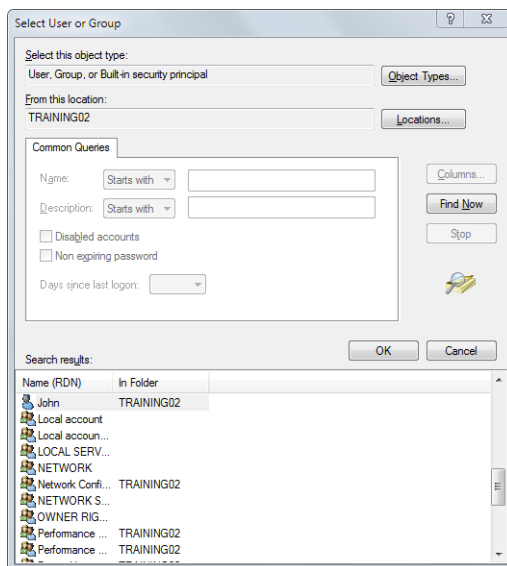 Select User or Group
Select this object type:
User, Group, or Built-in security principal
Object Types...
From this location:
TRAINING02
Locations...
Common Queries
Name: Starts with
Columns...
Description: Starts with
Find Now
Disabled accounts
Stop
Non expiring password
Days since last logon:
OK Cancel
Search results:
Name (RDN) In Folder
John TRAINING02
Local account
Local accoun...
LOCAL SERV...
NETWORK
Network Confi... TRAINING02
NETWORK S...
OWNER RIG...
Performance ... TRAINING02
Performance ... TRAINING02